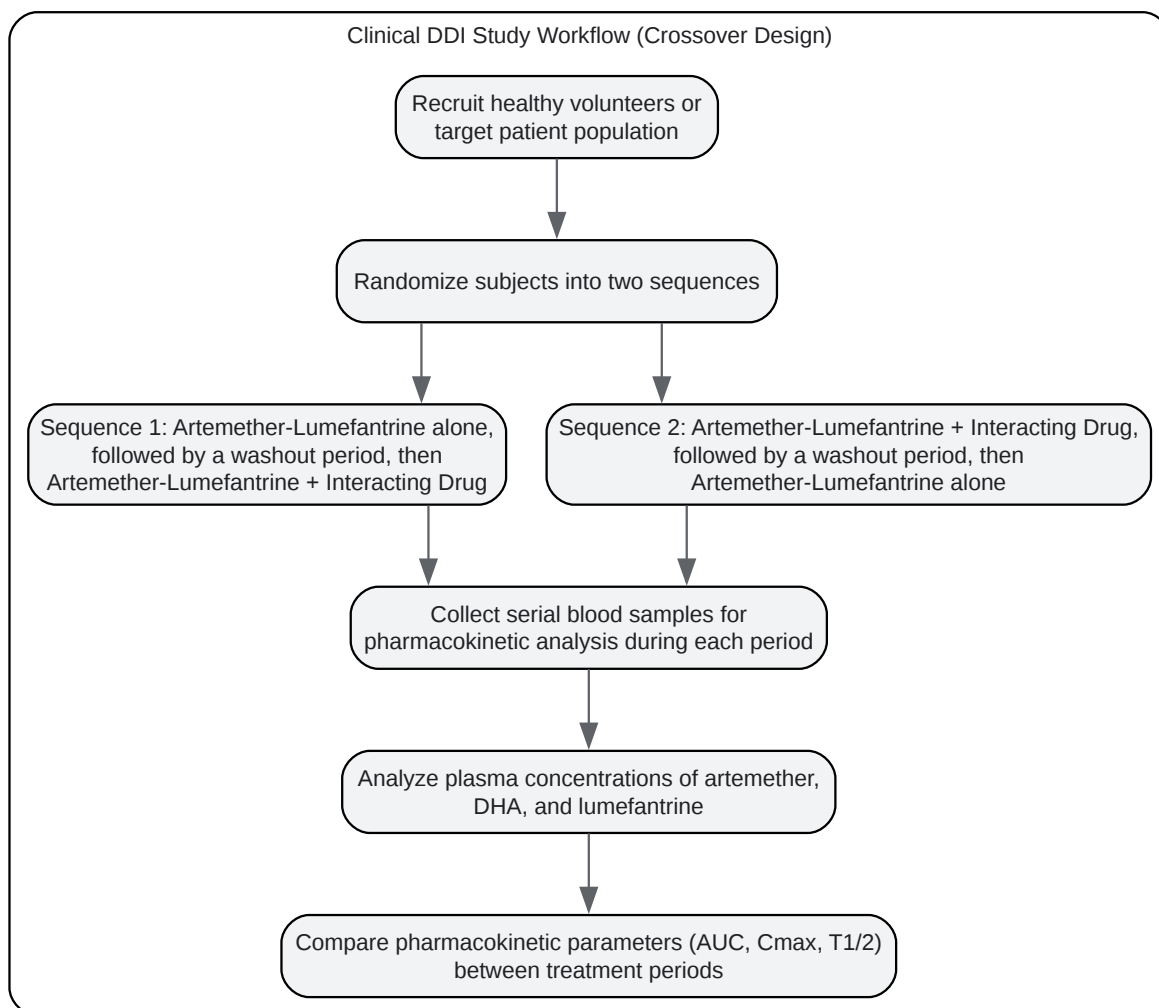 Clinical DDI Study Workflow (Crossover Design)
Recruit healthy volunteers or
target patient population
Randomize subjects into two sequences
Sequence 1: Artemether-Lumefantrine alone,
followed by a washout period, then
Artemether-Lumefantrine + Interacting Drug
Sequence 2: Artemether-Lumefantrine + Interacting Drug,
followed by a washout period, then
Artemether-Lumefantrine alone
Collect serial blood samples for
pharmacokinetic analysis during each period
Analyze plasma concentrations of artemether,
DHA, and lumefantrine
Compare pharmacokinetic parameters (AUC, Cmax, T1/2)
between treatment periods